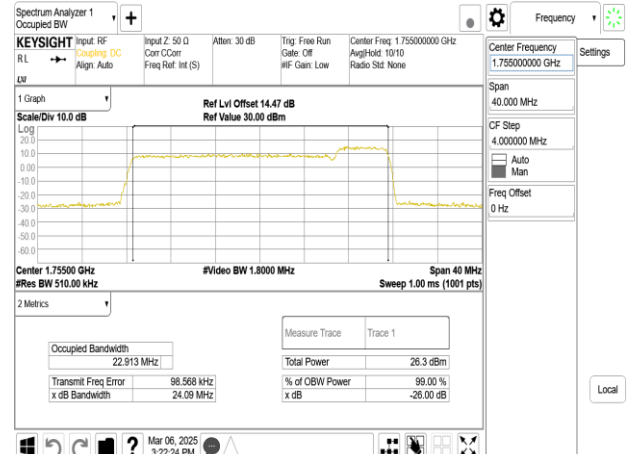 Spectrum Analyzer 1
Occupied BW
Frequency
KEYSIGHT
Input: RF
Input Z: 50 Ω
Atten: 30 dB
Trig: Free Run
Center Freq: 1.755000000 GHz
RL
Coupling: DC
Corr CCorr
Gate: Off
Avg|Hold: 10/10
Align: Auto
Freq Ref: Int (S)
#IF Gain: Low
Radio Std: None
LXI
Center Frequency
1.755000000 GHz
Settings
Span
40.000 MHz
CF Step
4.000000 MHz
Auto
Man
Freq Offset
0 Hz
Local
1 Graph
Ref Lvl Offset 14.47 dB
Scale/Div 10.0 dB
Ref Value 30.00 dBm
Log
20.0
10.0
0.00
-10.0
-20.0
-30.0
-40.0
-50.0
-60.0
Center 1.75500 GHz
#Video BW 1.8000 MHz
Span 40 MHz
#Res BW 510.00 kHz
Sweep 1.00 ms (1001 pts)
2 Metrics
Measure Trace
Trace 1
Occupied Bandwidth
22.913 MHz
Total Power
26.3 dBm
Transmit Freq Error
98.568 kHz
% of OBW Power
99.00 %
x dB Bandwidth
24.09 MHz
x dB
-26.00 dB
?
Mar 06, 2025
3:22:24 PM